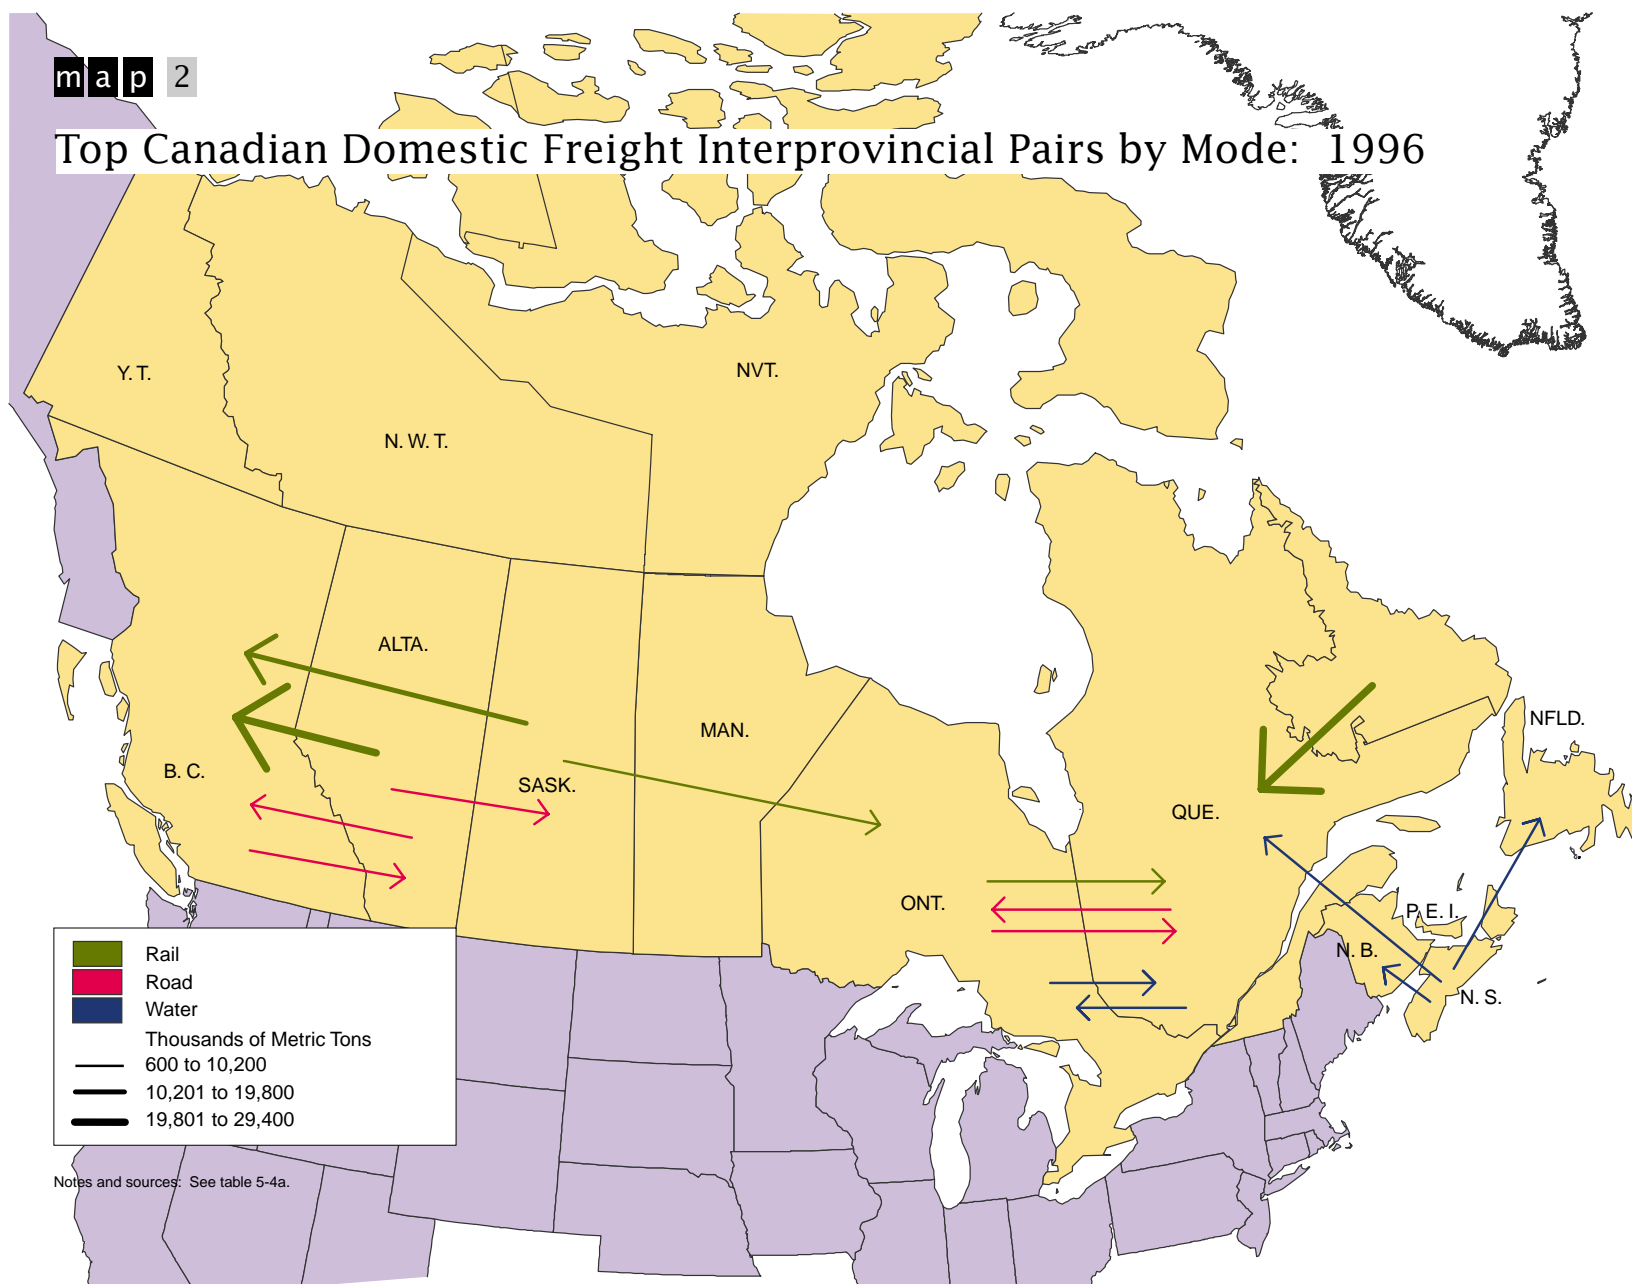 map 2
Top Canadian Domestic Freight Interprovincial Pairs by Mode: 1996
Y. T.
NVT.
N. W. T.
ALTA.
NFLD.
MAN.
B. C.
SASK.
QUE.
ONT.
P. E. I.
N. B.
N. S.
Rail
Road
Water
Thousands of Metric Tons
600 to 10,200
10,201 to 19,800
19,801 to 29,400
Notes and sources: See table 5-4a.